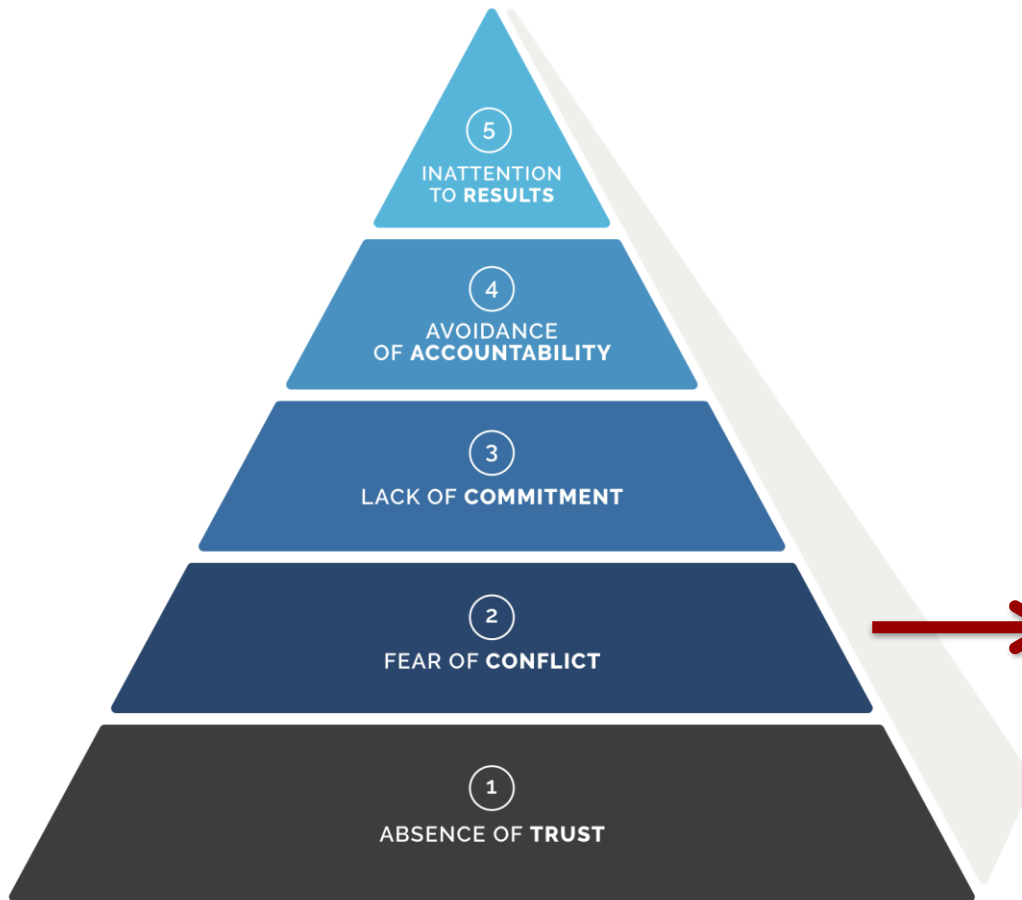 5
INATTENTION
TO RESULTS
4
AVOIDANCE
OF ACCOUNTABILITY
3
LACK OF COMMITMENT
2
FEAR OF CONFLICT
1
ABSENCE OF TRUST